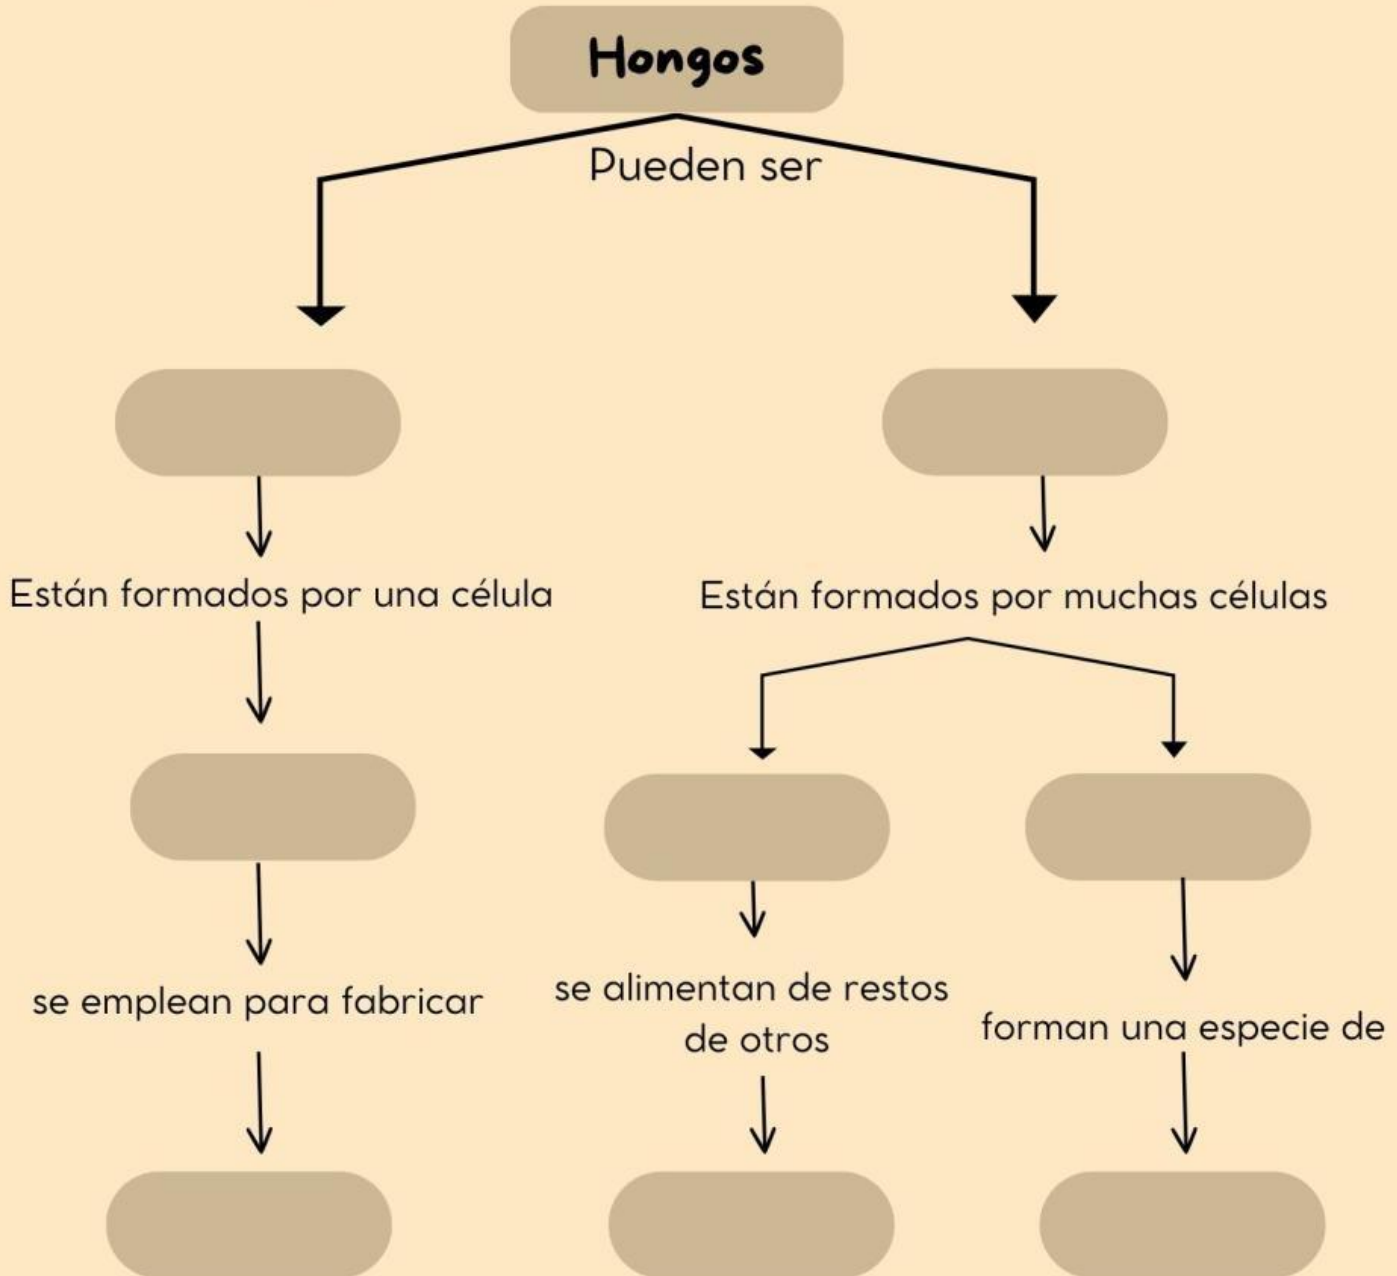 Hongos
Pueden ser
Están formados por una célula
Están formados por muchas células
se emplean para fabricar
se alimentan de restos
de otros
forman una especie de